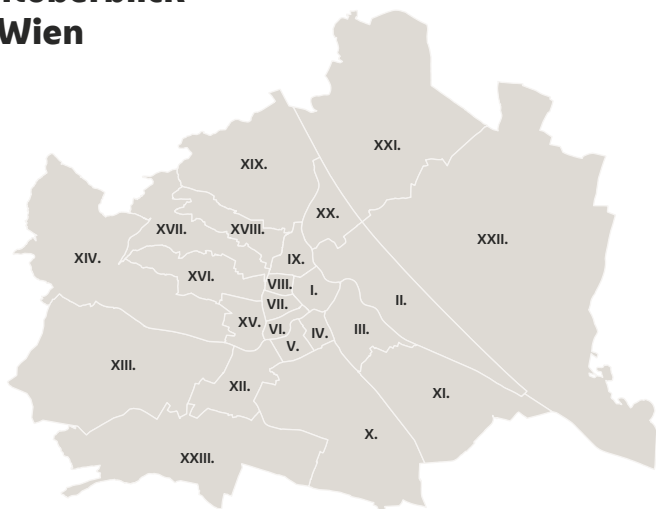 Wien
XXI.
XIX.
XX.
XVII.
XVIII.
XXII.
XIV.
IX.
XVI.
VIII.
I.
II.
VII.
XV.
VI.
IV.
III.
V.
XIII.
XII.
XI.
X.
XXIII.